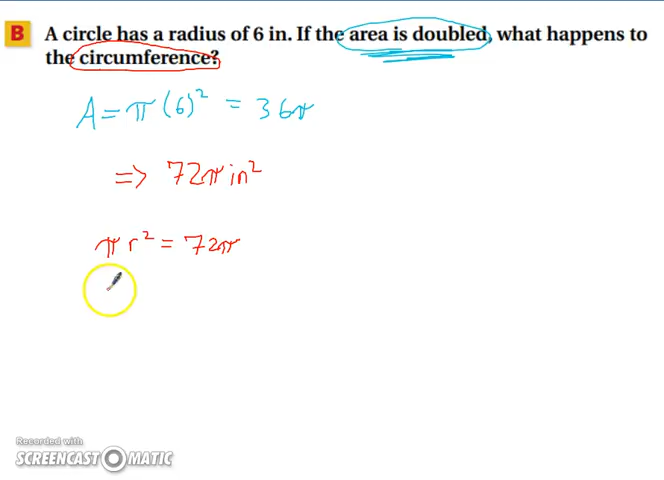 B A circle has a radius of 6 in. If the area is doubled, what happens to
the circumference?
A = π(6)² = 36π
⇒ 72π in²
πr² = 72π
Recorded with
SCREENCAST-O-MATIC